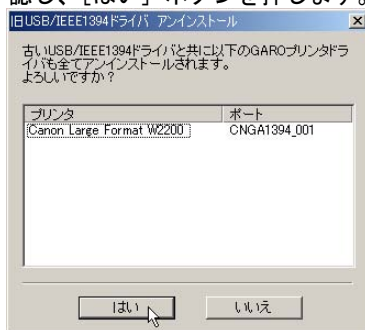 認し、[はい] ボタンを押します。
旧USB/IEEE1394ドライバ アンインストール
古いUSB/IEEE1394ドライバと共に以下のGAROプリンタドラ
イバも全てアンインストールされます。
よろしいですか？
プリンタ ポート
Canon Large Format W2200 CNGA1394_001
はい いいえ